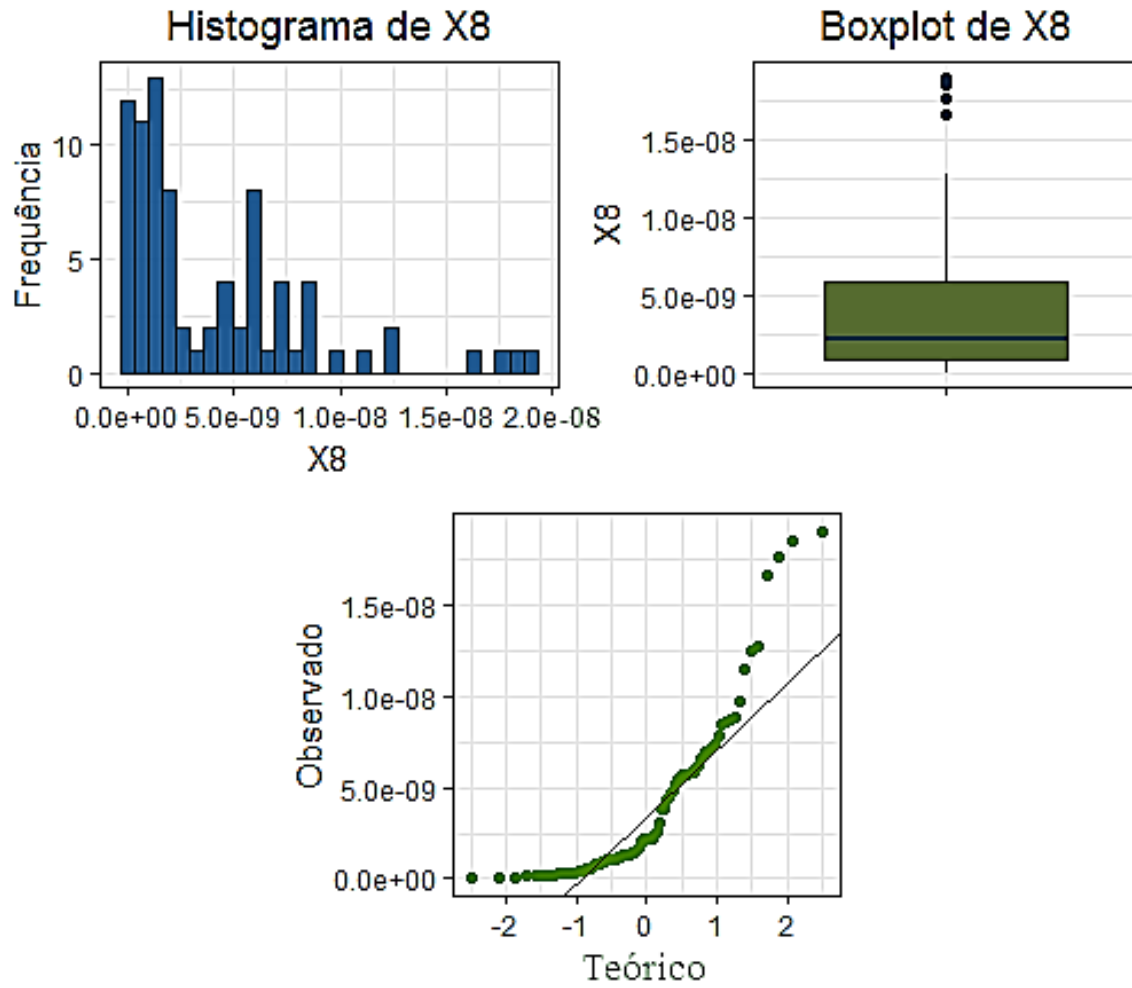 Histograma de X8
Frequência
10
5
0
0.0e+00 5.0e-09 1.0e-08 1.5e-08 2.0e-08
X8
Boxplot de X8
X8
1.5e-08
1.0e-08
5.0e-09
0.0e+00
Observado
1.5e-08
1.0e-08
5.0e-09
0.0e+00
-2 -1 0 1 2
Teórico